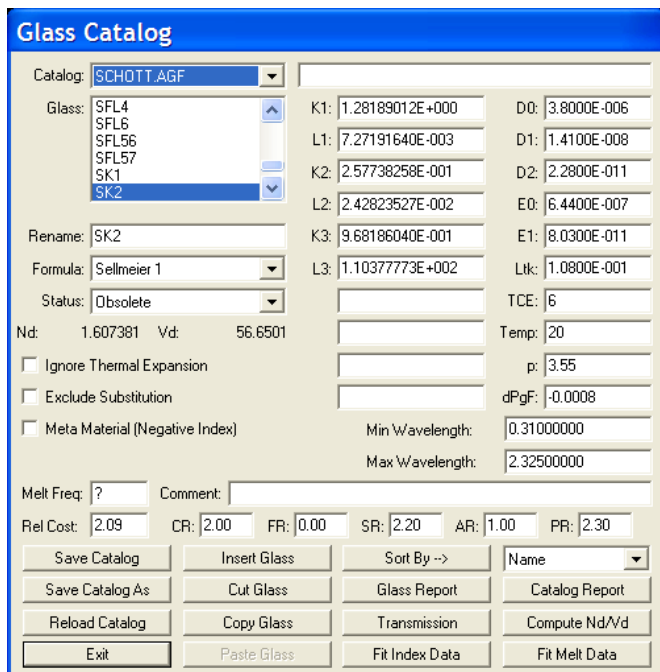 Glass Catalog
Catalog: SCHOTT.AGF
Glass: SFL4
SFL6
SFL56
SFL57
SK1
SK2
K1: 1.28189012E+000 D0: 3.8000E-006
L1: 7.27191640E-003 D1: 1.4100E-008
K2: 2.57738258E-001 D2: 2.2800E-011
L2: 2.42823527E-002 E0: 6.4400E-007
Rename: SK2 K3: 9.68186040E-001 E1: 8.0300E-011
Formula: Sellmeier 1 L3: 1.10377773E+002 Ltk: 1.0800E-001
Status: Obsolete TCE: 6
Nd: 1.607381 Vd: 56.6501 Temp: 20
Ignore Thermal Expansion p: 3.55
Exclude Substitution dPgF: -0.0008
Meta Material (Negative Index) Min Wavelength: 0.31000000
Max Wavelength: 2.32500000
Melt Freq: ? Comment:
Rel Cost: 2.09 CR: 2.00 FR: 0.00 SR: 2.20 AR: 1.00 PR: 2.30
Save Catalog Insert Glass Sort By --> Name
Save Catalog As Cut Glass Glass Report Catalog Report
Reload Catalog Copy Glass Transmission Compute Nd/Vd
Exit Paste Glass Fit Index Data Fit Melt Data